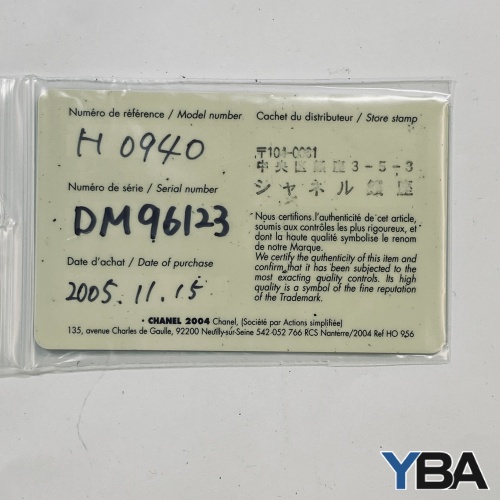 Numéro de référence / Model number
H 0940
Numéro de série / Serial number
DM96123
Date d'achat / Date of purchase
2005.11.15
Cachet du distributeur / Store stamp
〒104-0061
中央区銀座3-5-3
シャネル銀座
Nous certifions, l'authenticité de cet article,
soumis aux contrôles les plus rigoureux, et
dont la haute qualité symbolise le renom
de notre Marque.
We certify the authenticity of this item and
confirm that it has been subjected to the
most exacting quality controls. Its high
quality is a symbol of the fine reputation
of the Trademark.
CHANEL 2004 Chanel, (Société par Actions simplifiée)
135, avenue Charles de Gaulle, 92200 Neuilly-sur-Seine 542 052 766 RCS Nanterre/2004 Ref HO 956
YBA